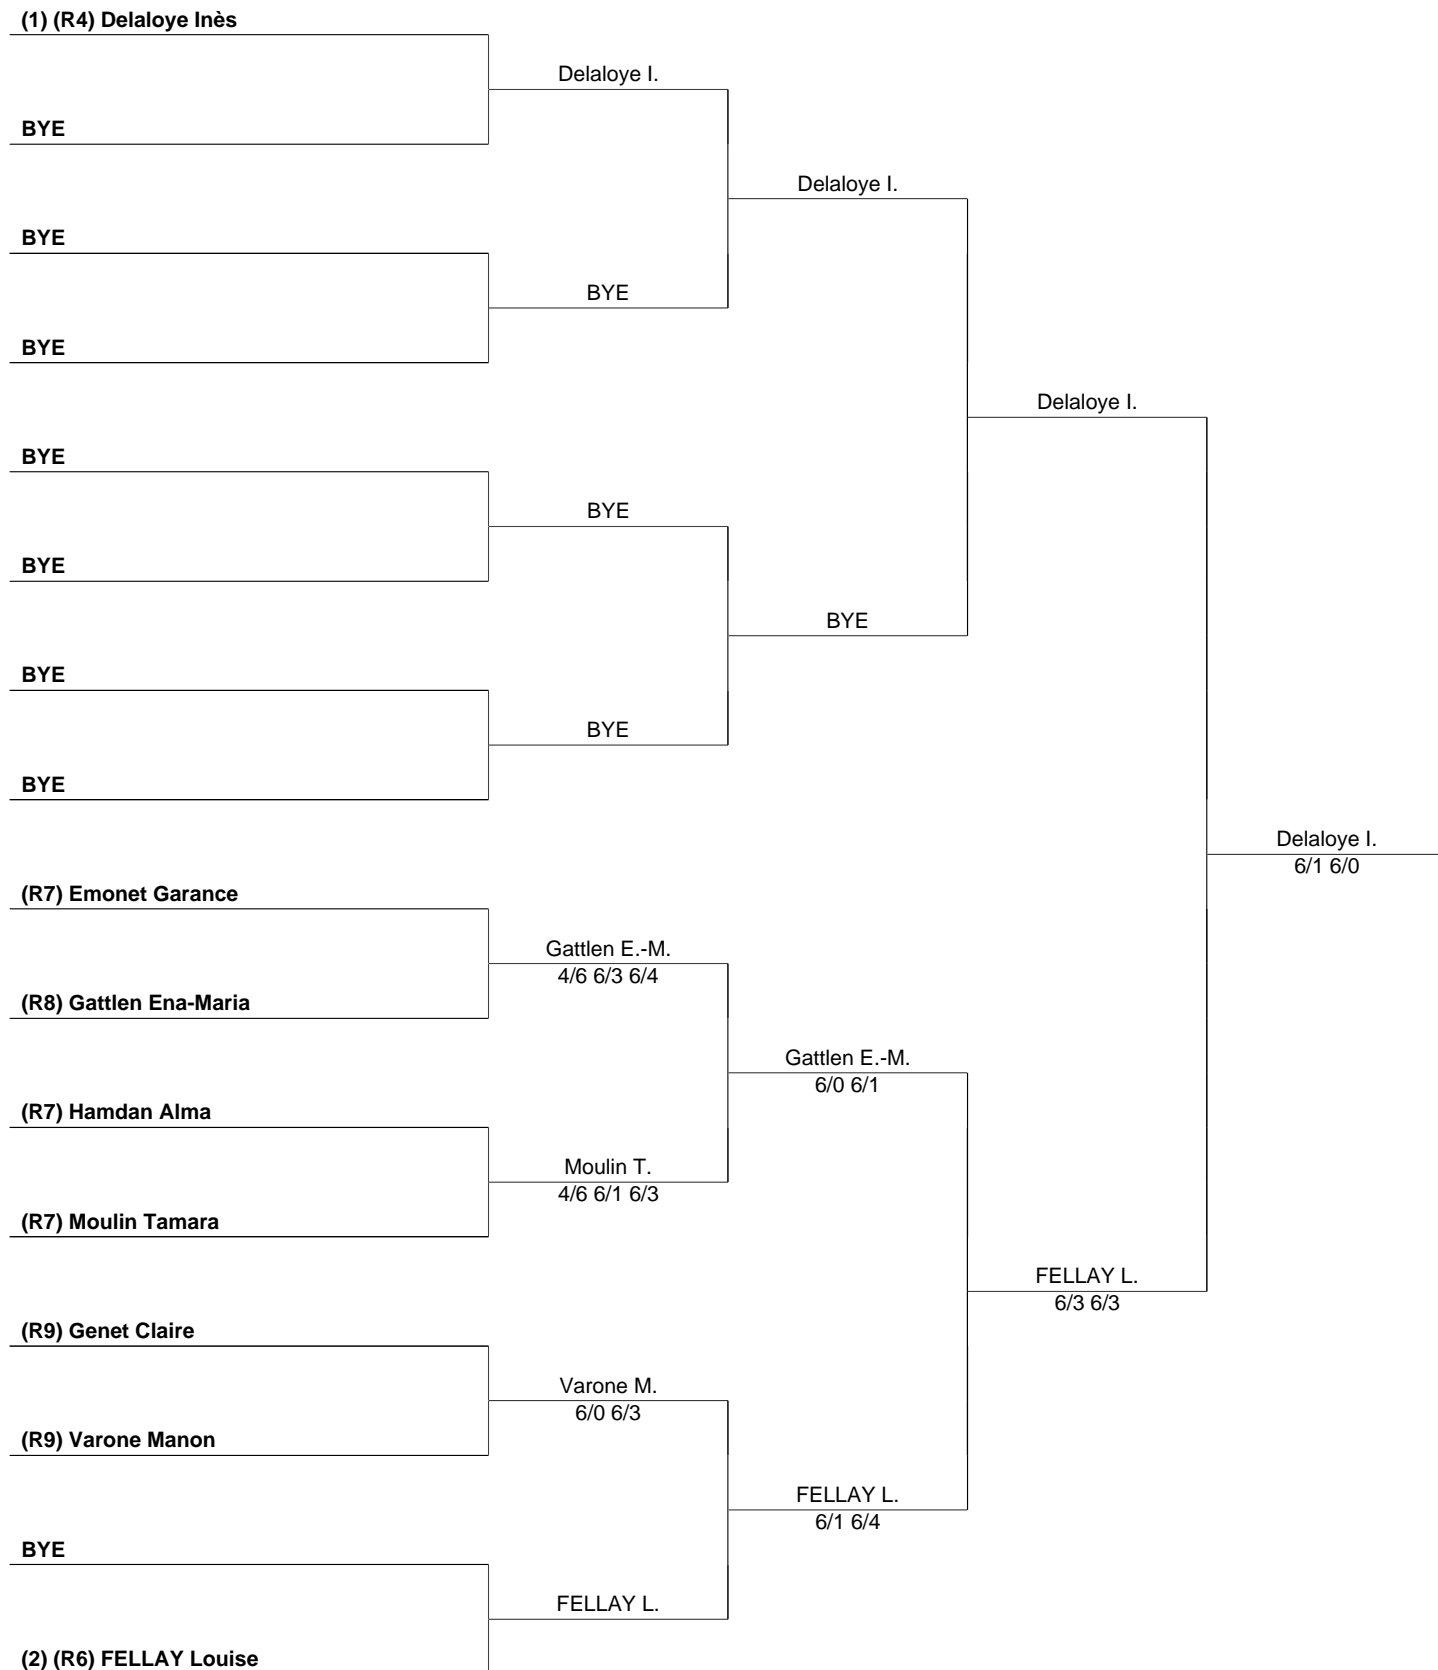 (1) (R4) Delaloye Inès
Delaloye I.
BYE
Delaloye I.
BYE
BYE
BYE
Delaloye I.
BYE
BYE
BYE
BYE
BYE
BYE
BYE
Delaloye I.
6/1 6/0
(R7) Emonet Garance
Gattlen E.-M.
4/6 6/3 6/4
(R8) Gattlen Ena-Maria
Gattlen E.-M.
6/0 6/1
(R7) Hamdan Alma
Moulin T.
4/6 6/1 6/3
(R7) Moulin Tamara
FELLAY L.
6/3 6/3
(R9) Genet Claire
Varone M.
6/0 6/3
(R9) Varone Manon
FELLAY L.
6/1 6/4
BYE
FELLAY L.
(2) (R6) FELLAY Louise